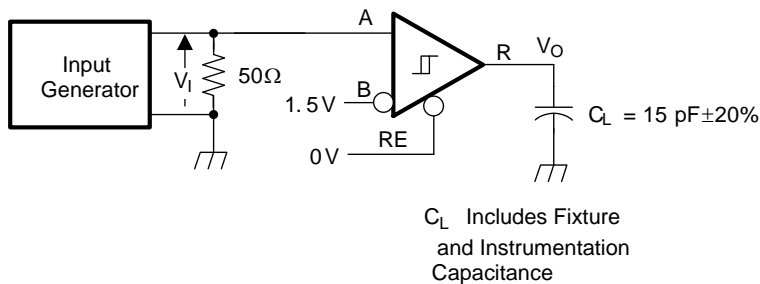 Input
Generator
V_I
50Ω
A
B
1.5 V
0 V
RE
R
V_O
C_L = 15 pF±20%
C_L Includes Fixture
and Instrumentation
Capacitance